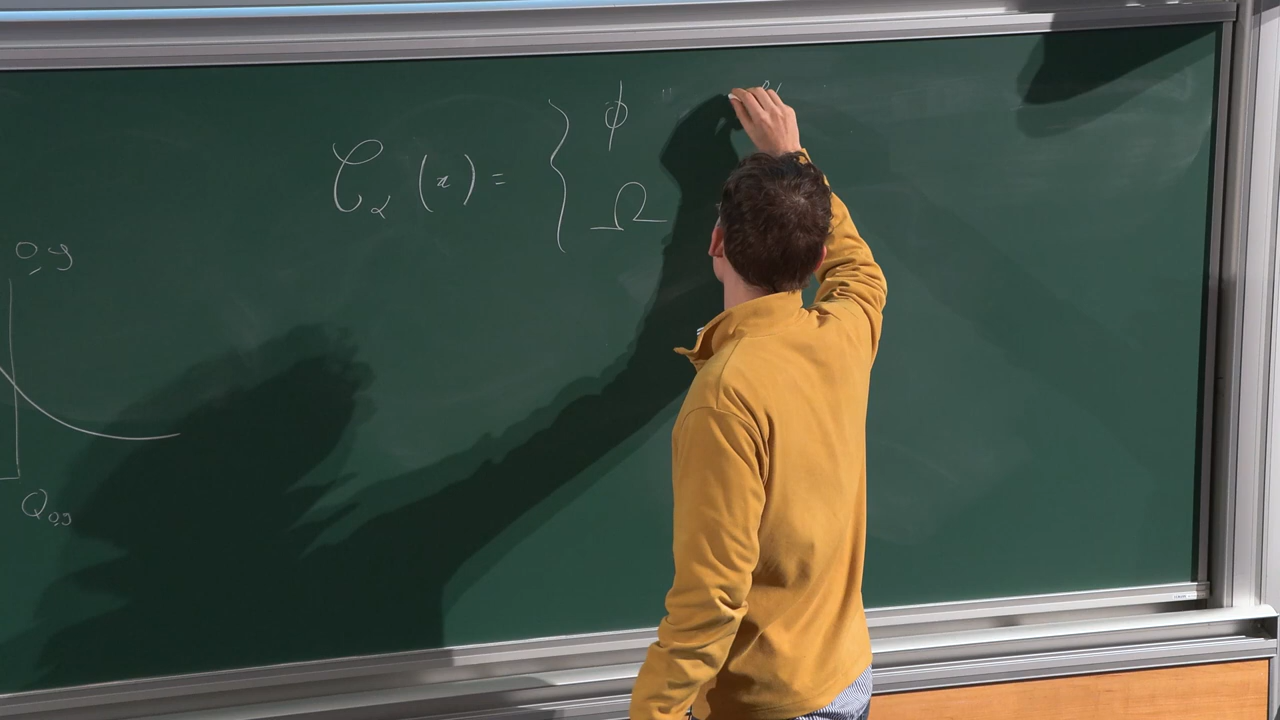 𝒞_α (x) = { ϕ
Ω
0,9
Q_0,9